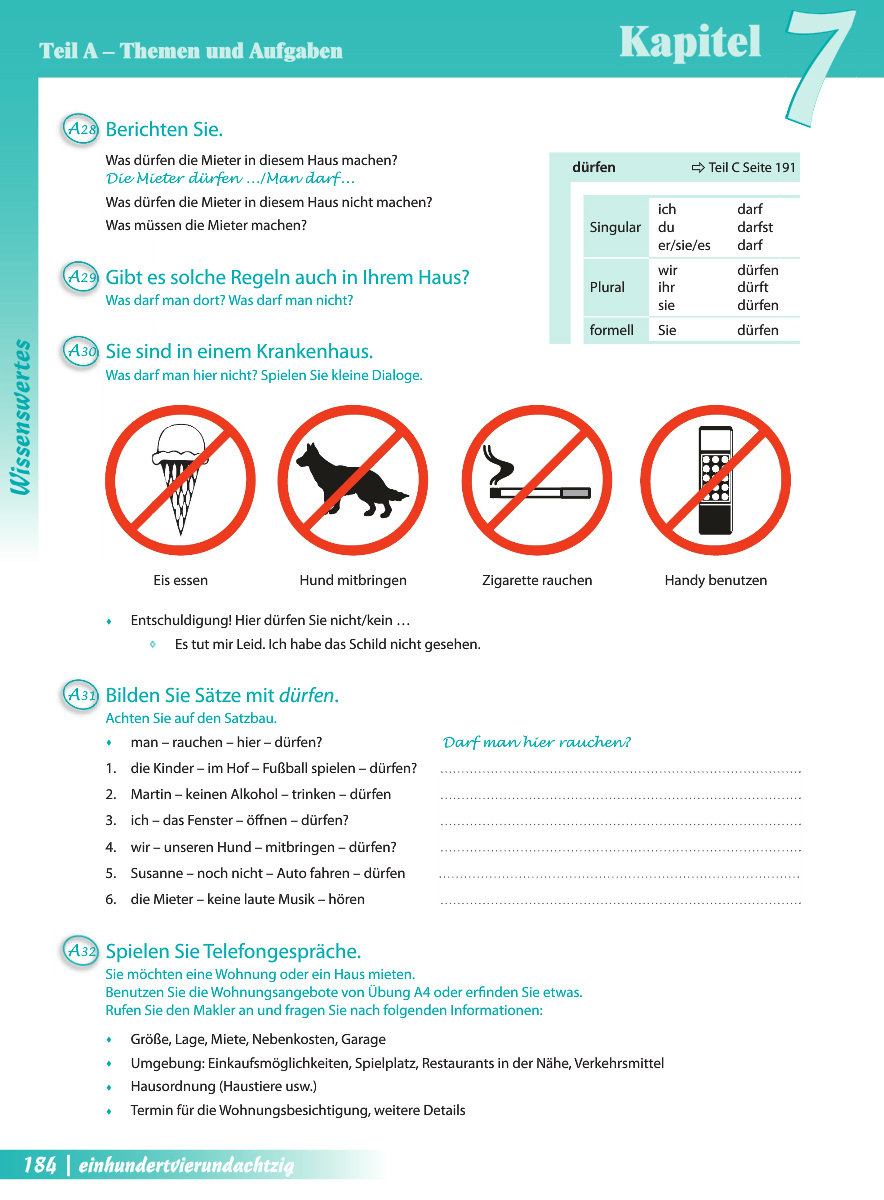 Teil A – Themen und Aufgaben
Kapitel 7
Wissenswertes
A28 Berichten Sie.
Was dürfen die Mieter in diesem Haus machen?
Die Mieter dürfen …/Man darf…
Was dürfen die Mieter in diesem Haus nicht machen?
Was müssen die Mieter machen?
dürfen ⇨ Teil C Seite 191
Singular
ich darf
du darfst
er/sie/es darf
Plural
wir dürfen
ihr dürft
sie dürfen
formell Sie dürfen
A29 Gibt es solche Regeln auch in Ihrem Haus?
Was darf man dort? Was darf man nicht?
A30 Sie sind in einem Krankenhaus.
Was darf man hier nicht? Spielen Sie kleine Dialoge.
Eis essen Hund mitbringen Zigarette rauchen Handy benutzen
Entschuldigung! Hier dürfen Sie nicht/kein …
Es tut mir Leid. Ich habe das Schild nicht gesehen.
A31 Bilden Sie Sätze mit dürfen.
Achten Sie auf den Satzbau.
man – rauchen – hier – dürfen? Darf man hier rauchen?
1. die Kinder – im Hof – Fußball spielen – dürfen?
2. Martin – keinen Alkohol – trinken – dürfen
3. ich – das Fenster – öffnen – dürfen?
4. wir – unseren Hund – mitbringen – dürfen?
5. Susanne – noch nicht – Auto fahren – dürfen
6. die Mieter – keine laute Musik – hören
A32 Spielen Sie Telefongespräche.
Sie möchten eine Wohnung oder ein Haus mieten.
Benutzen Sie die Wohnungsangebote von Übung A4 oder erfinden Sie etwas.
Rufen Sie den Makler an und fragen Sie nach folgenden Informationen:
Größe, Lage, Miete, Nebenkosten, Garage
Umgebung: Einkaufsmöglichkeiten, Spielplatz, Restaurants in der Nähe, Verkehrsmittel
Hausordnung (Haustiere usw.)
Termin für die Wohnungsbesichtigung, weitere Details
184 | einhundertvierundachtzig